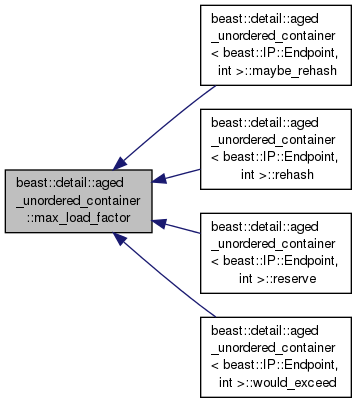 beast::detail::aged
_unordered_container
< beast::IP::Endpoint,
int >::maybe_rehash
beast::detail::aged
_unordered_container
< beast::IP::Endpoint,
int >::rehash
beast::detail::aged
_unordered_container
::max_load_factor
beast::detail::aged
_unordered_container
< beast::IP::Endpoint,
int >::reserve
beast::detail::aged
_unordered_container
< beast::IP::Endpoint,
int >::would_exceed